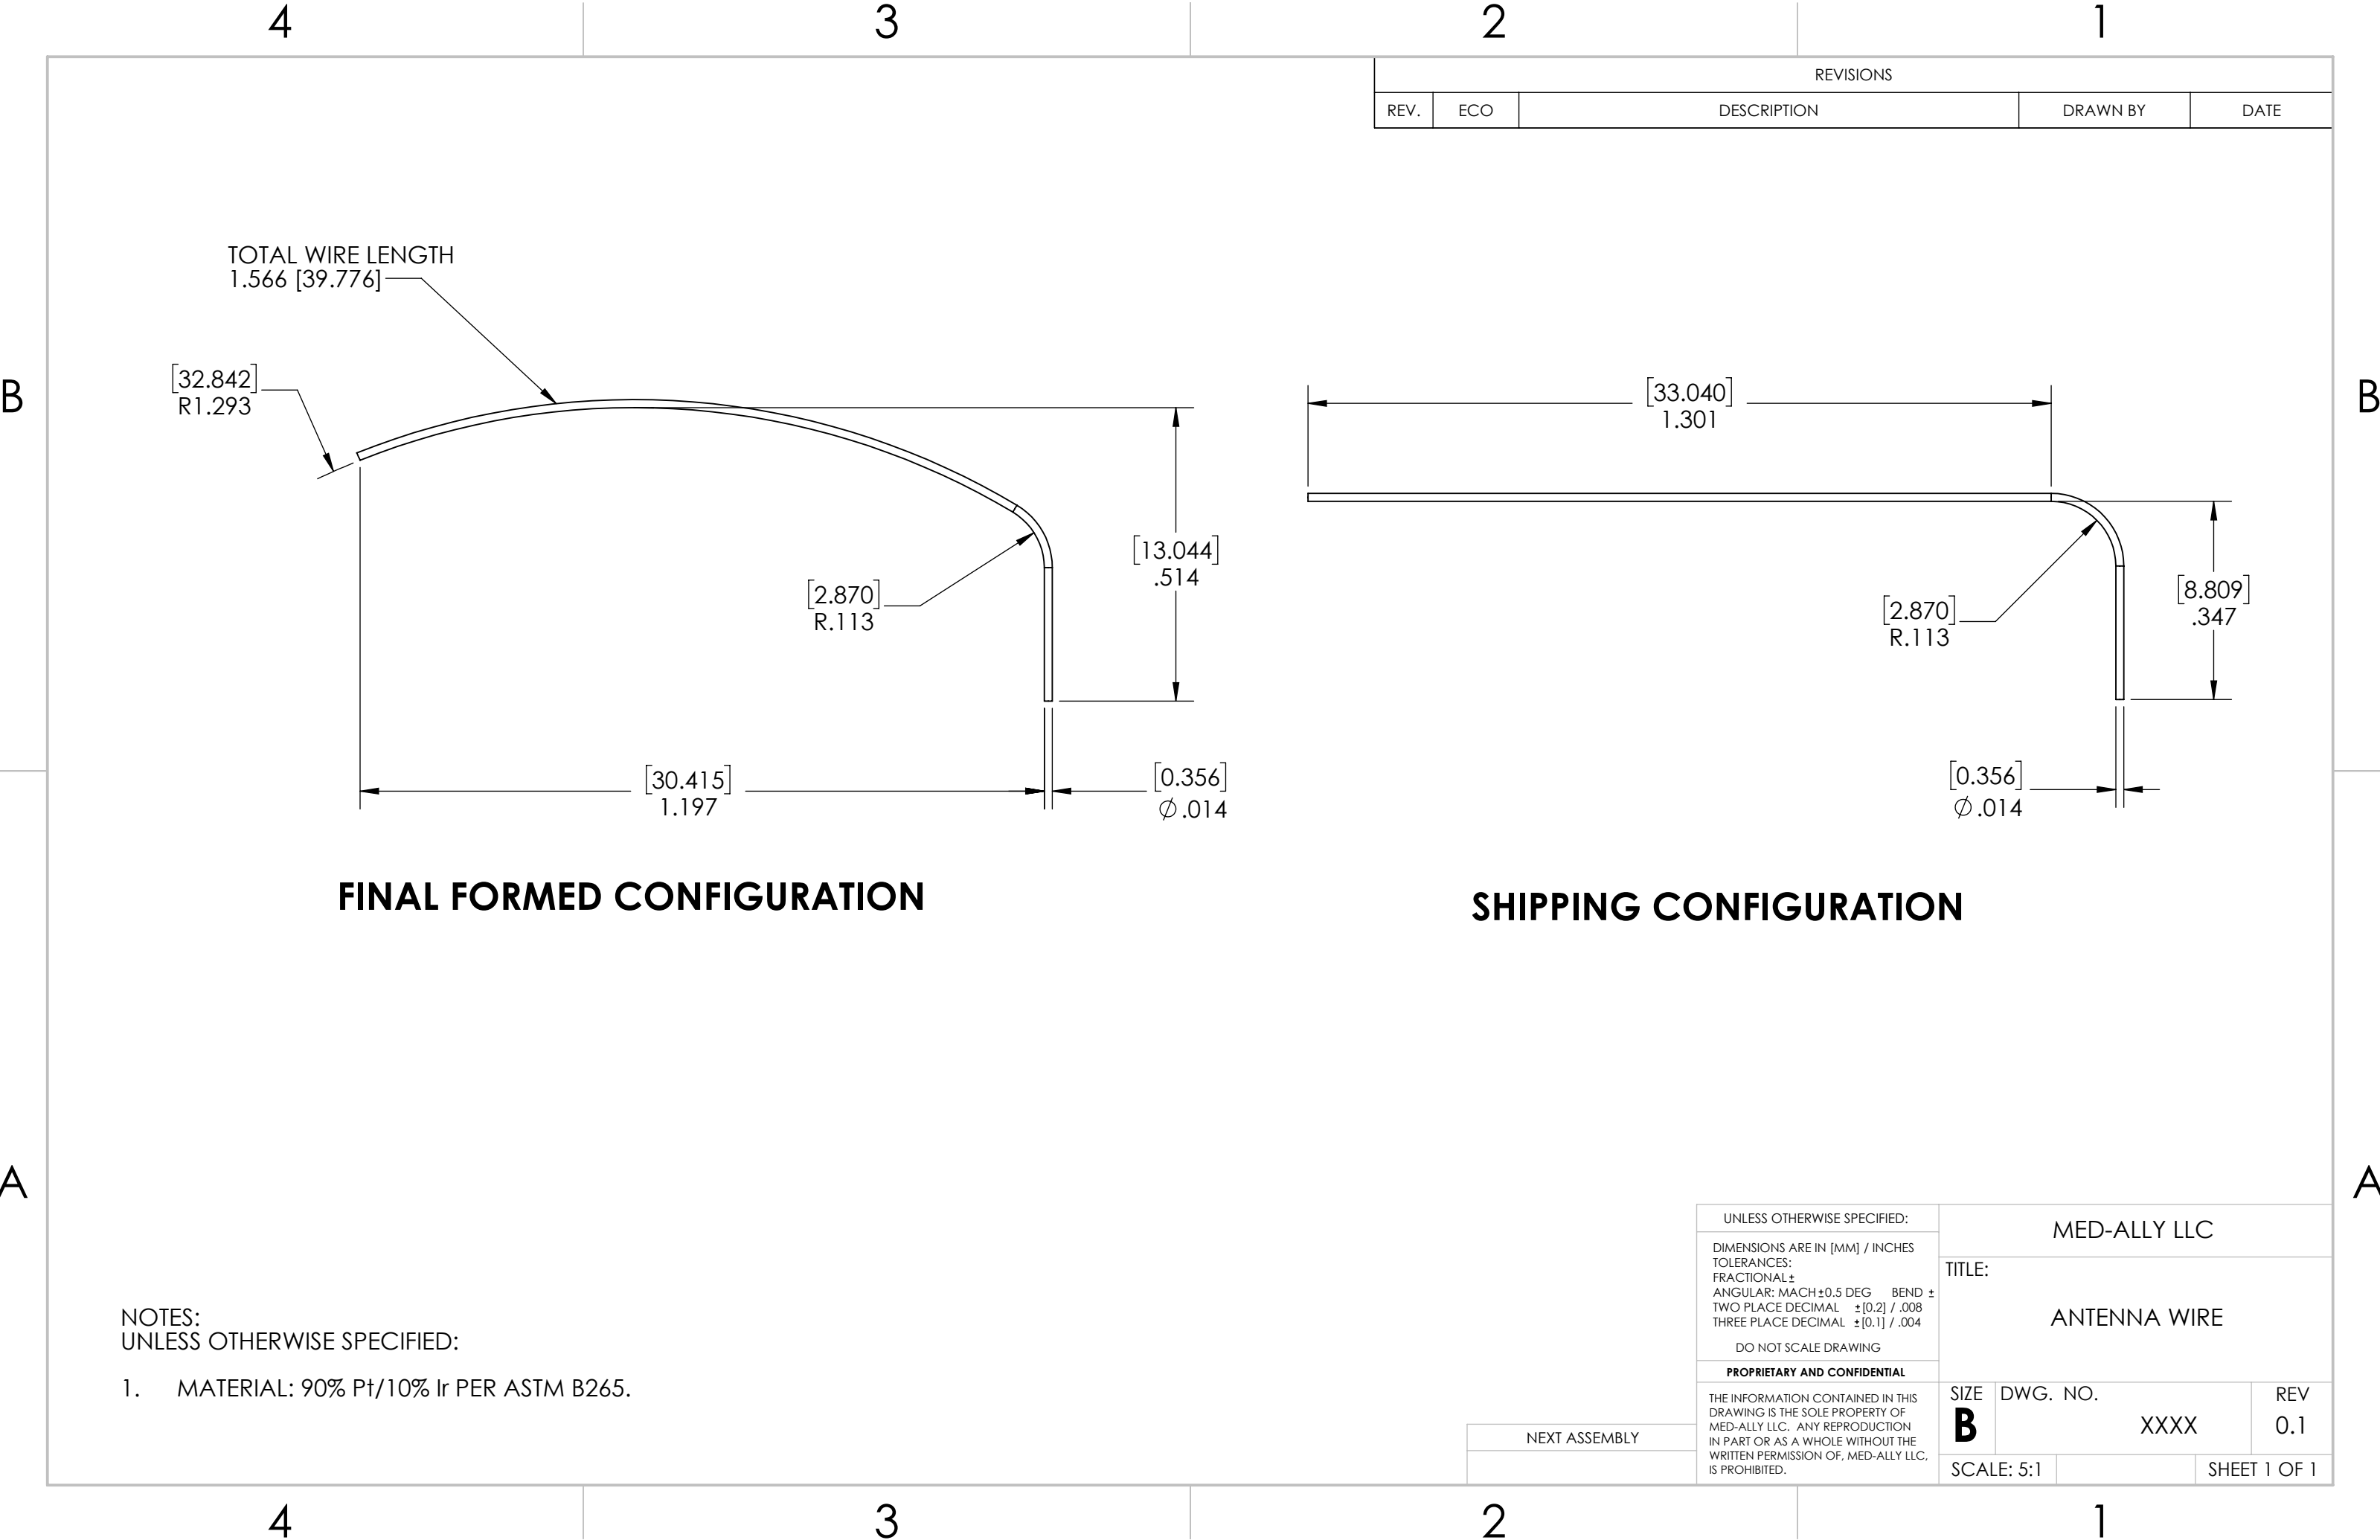 4 3 2 1
REVISIONS
REV. ECO DESCRIPTION DRAWN BY DATE
TOTAL WIRE LENGTH
1.566 [39.776]
[32.842]
R1.293
B
B
[2.870]
R.113
[13.044]
.514
[30.415]
1.197
[0.356]
∅.014
FINAL FORMED CONFIGURATION
[33.040]
1.301
[2.870]
R.113
[8.809]
.347
[0.356]
∅.014
SHIPPING CONFIGURATION
A
A
NOTES:
UNLESS OTHERWISE SPECIFIED:
1. MATERIAL: 90% Pt/10% Ir PER ASTM B265.
NEXT ASSEMBLY
UNLESS OTHERWISE SPECIFIED:
DIMENSIONS ARE IN [MM] / INCHES
TOLERANCES:
FRACTIONAL±
ANGULAR: MACH±0.5 DEG BEND ±
TWO PLACE DECIMAL ±[0.2] / .008
THREE PLACE DECIMAL ±[0.1] / .004
DO NOT SCALE DRAWING
PROPRIETARY AND CONFIDENTIAL
THE INFORMATION CONTAINED IN THIS
DRAWING IS THE SOLE PROPERTY OF
MED-ALLY LLC. ANY REPRODUCTION
IN PART OR AS A WHOLE WITHOUT THE
WRITTEN PERMISSION OF, MED-ALLY LLC,
IS PROHIBITED.
MED-ALLY LLC
TITLE:
ANTENNA WIRE
SIZE DWG. NO. REV
B XXXX 0.1
SCALE: 5:1 SHEET 1 OF 1
4 3 2 1